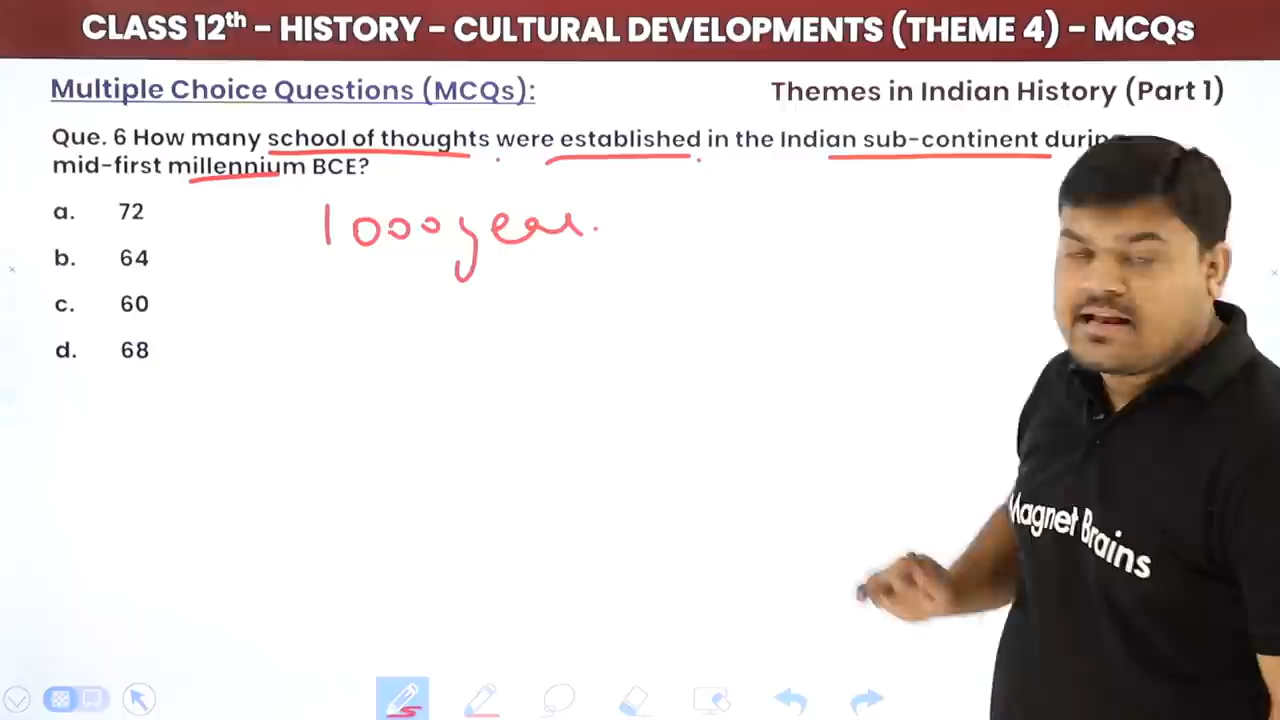 CLASS 12th – HISTORY – CULTURAL DEVELOPMENTS (THEME 4) – MCQs
Multiple Choice Questions (MCQs):
Themes in Indian History (Part 1)
Que. 6 How many school of thoughts were established in the Indian sub-continent during
mid-first millennium BCE?
a. 72
b. 64
c. 60
d. 68
1000 year.
Magnet Brains